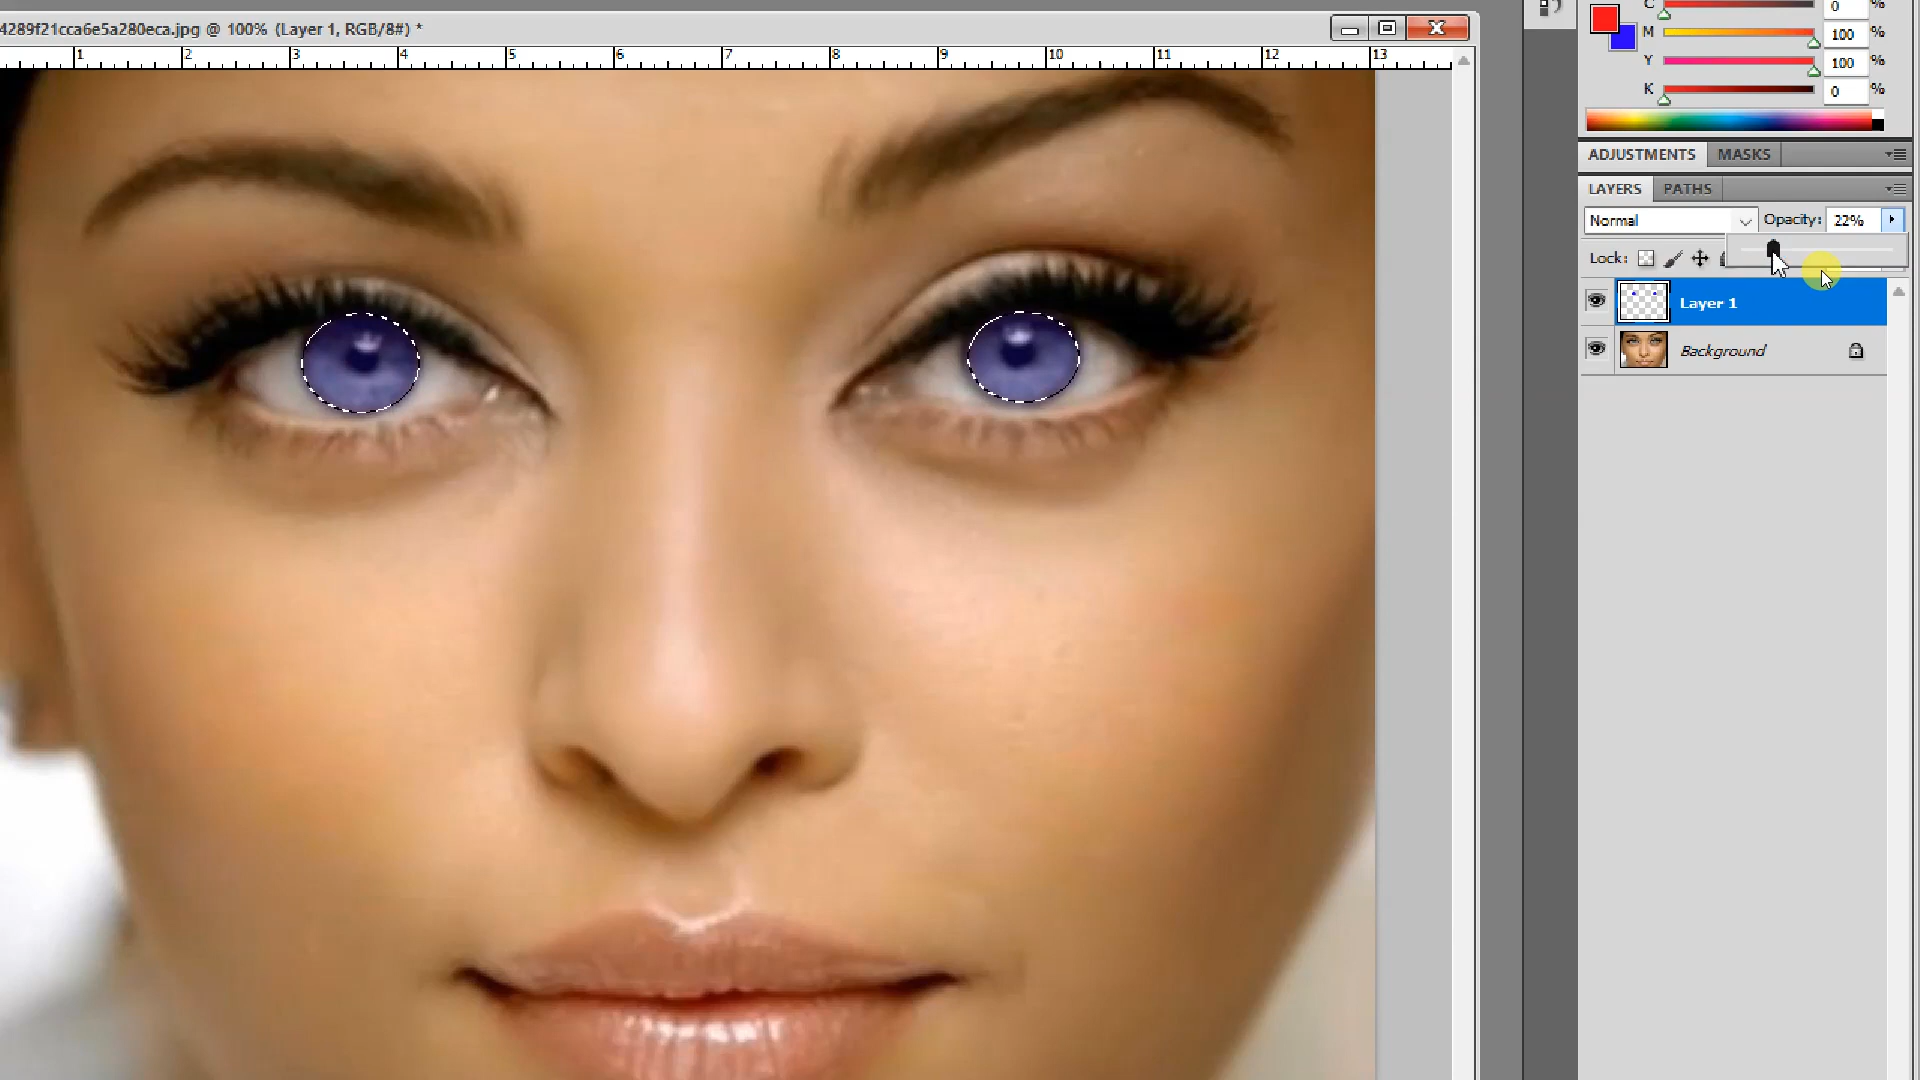 4289f21cca6e5a280eca.jpg @ 100% (Layer 1, RGB/8#) *
1 2 3 4 5 6 7 8 9 10 11 12 13
C 0 %
M 100 %
Y 100 %
K 0 %
ADJUSTMENTS MASKS
LAYERS PATHS
Normal Opacity: 22%
Lock:
Layer 1
Background